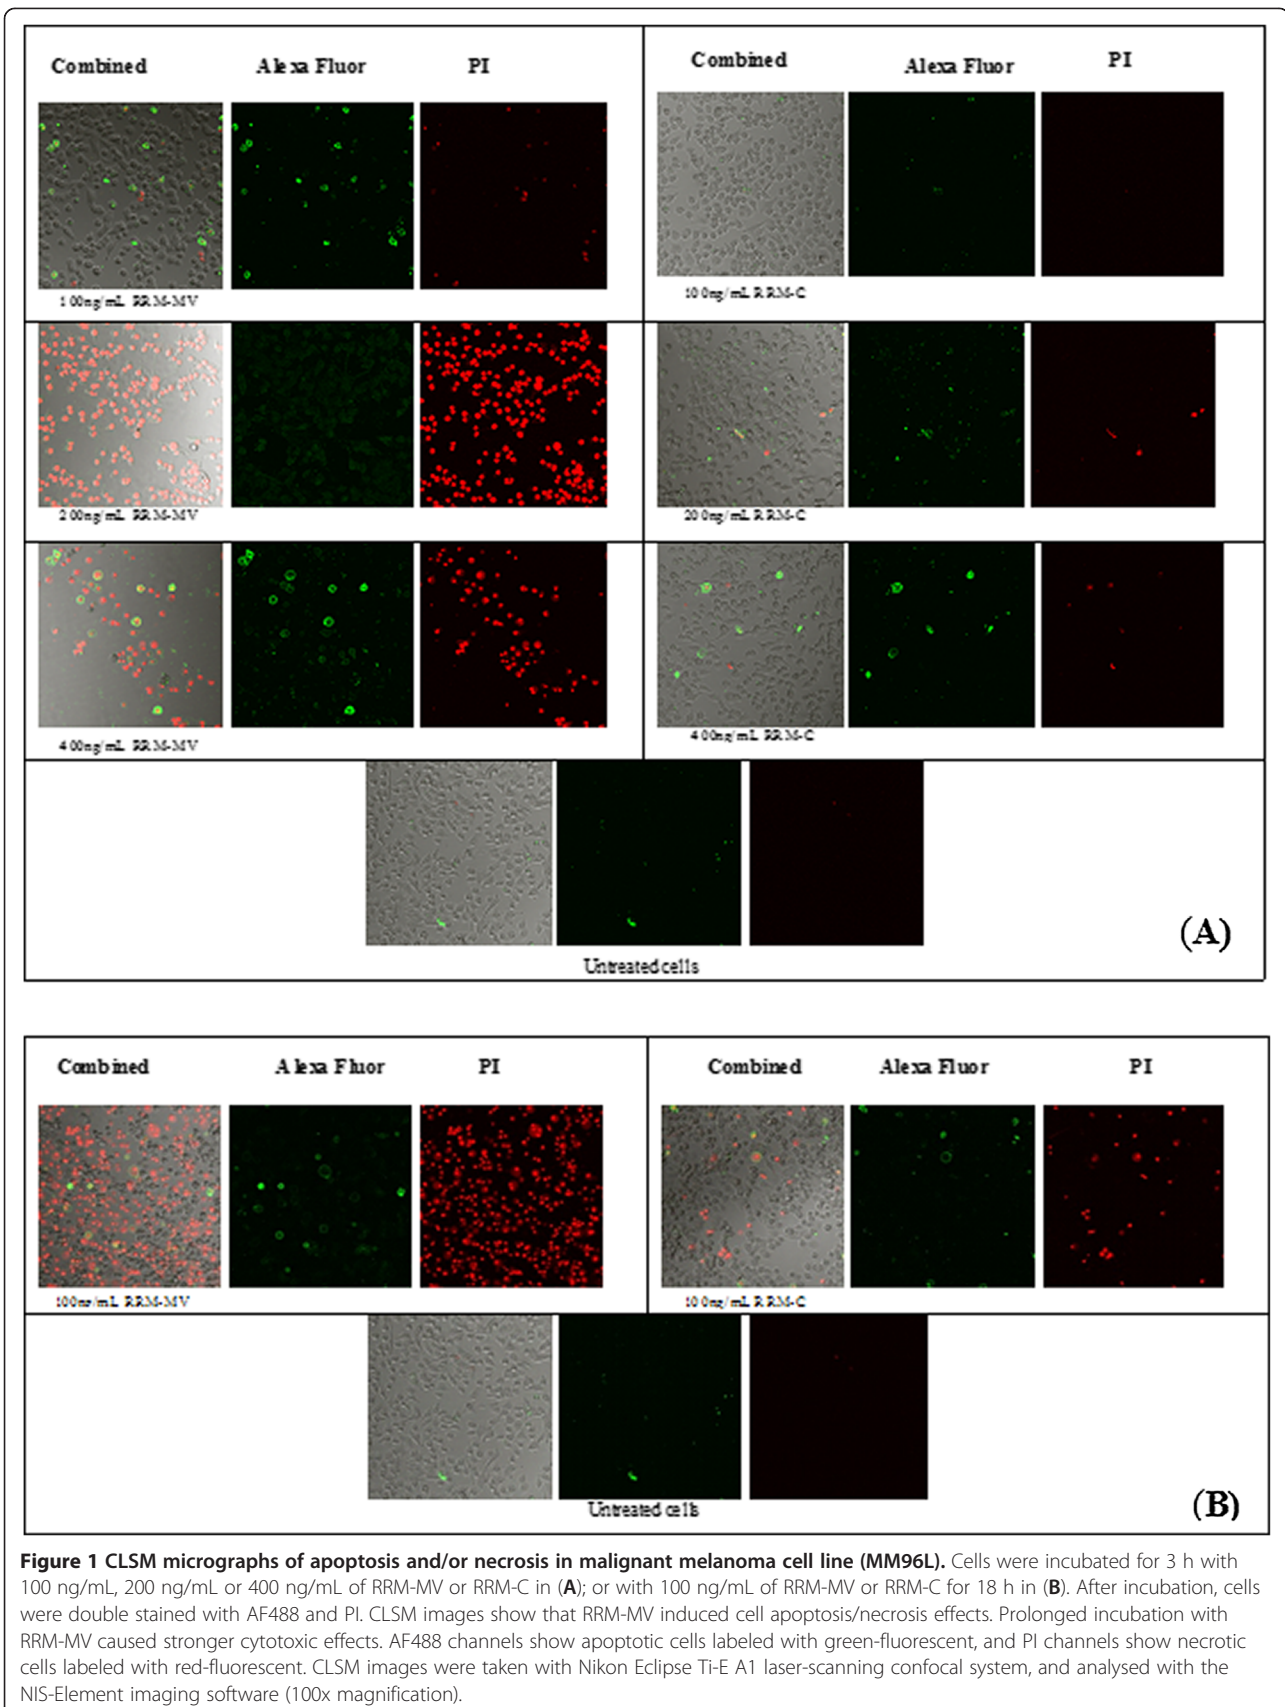 Combined Alexa Fluor PI
Combined Alexa Fluor PI
100ng/mL RRM-MV
100ng/mL RRM-C
200ng/mL RRM-MV
200ng/mL RRM-C
400ng/mL RRM-MV
400ng/mL RRM-C
Untreated cells
(A)
Combined Alexa Fluor PI
Combined Alexa Fluor PI
100ng/mL RRM-MV
100ng/mL RRM-C
Untreated cells
(B)
Figure 1 CLSM micrographs of apoptosis and/or necrosis in malignant melanoma cell line (MM96L). Cells were incubated for 3 h with
100 ng/mL, 200 ng/mL or 400 ng/mL of RRM-MV or RRM-C in (A); or with 100 ng/mL of RRM-MV or RRM-C for 18 h in (B). After incubation, cells
were double stained with AF488 and PI. CLSM images show that RRM-MV induced cell apoptosis/necrosis effects. Prolonged incubation with
RRM-MV caused stronger cytotoxic effects. AF488 channels show apoptotic cells labeled with green-fluorescent, and PI channels show necrotic
cells labeled with red-fluorescent. CLSM images were taken with Nikon Eclipse Ti-E A1 laser-scanning confocal system, and analysed with the
NIS-Element imaging software (100x magnification).